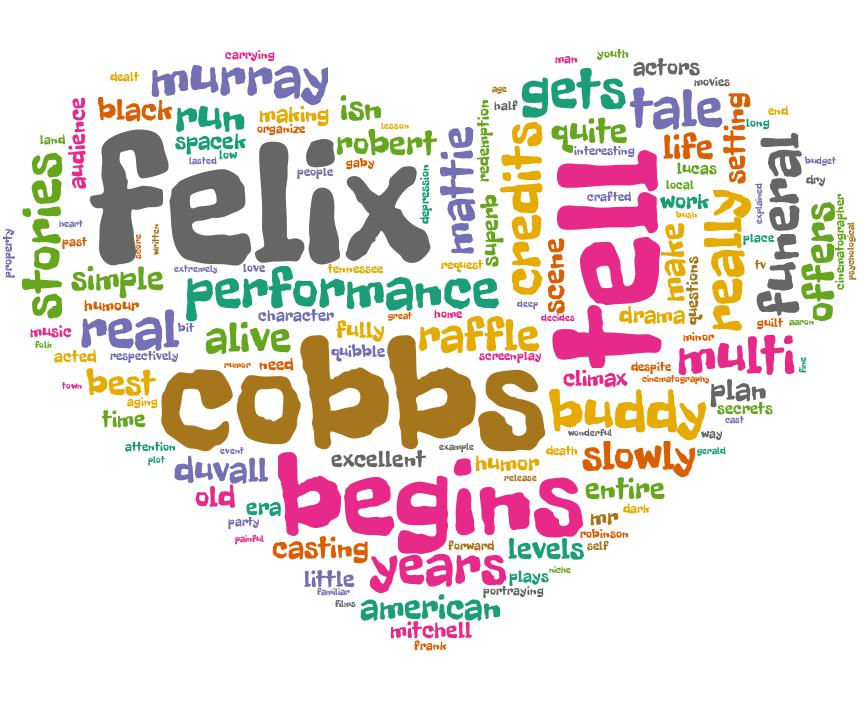 carrying
man
youth
dealt
murray
actors
movies
gets
age
half
tale
audience
black
run
making
isn
organize
lesson
setting
end
long
land
spacek
robert
quite
interesting
life
lasted
low
felix
people
gaby
depression
mattie
redemption
superb
credits
tell
crafted
lucas
local
work
bush
budget
dry
funeral
explained
place
tv
stories
heart
property
past
score
written
extremely
love
tennessee
request
deep
scene
make
questions
really
offers
cinematographer
psychological
simple
performance
humour
character
great
home
decides
drama
guilt
aaron
music
folk
real
bit
alive
fully
raffle
quibble
screenplay
minor
multi
fine
acted
respectively
rumor
need
climax
despite
cinematography
town
best
aging
cobbs
plan
secrets
buddy
cast
time
wonderful
way
attention
plot
event
example
excellent
death
slowly
gerald
duvall
humor
release
old
era
begins
entire
party
mr
dark
painful
robinson
casting
forward
levels
self
years
little
plays
niche
familiar
portraying
films
american
mitchell
frank